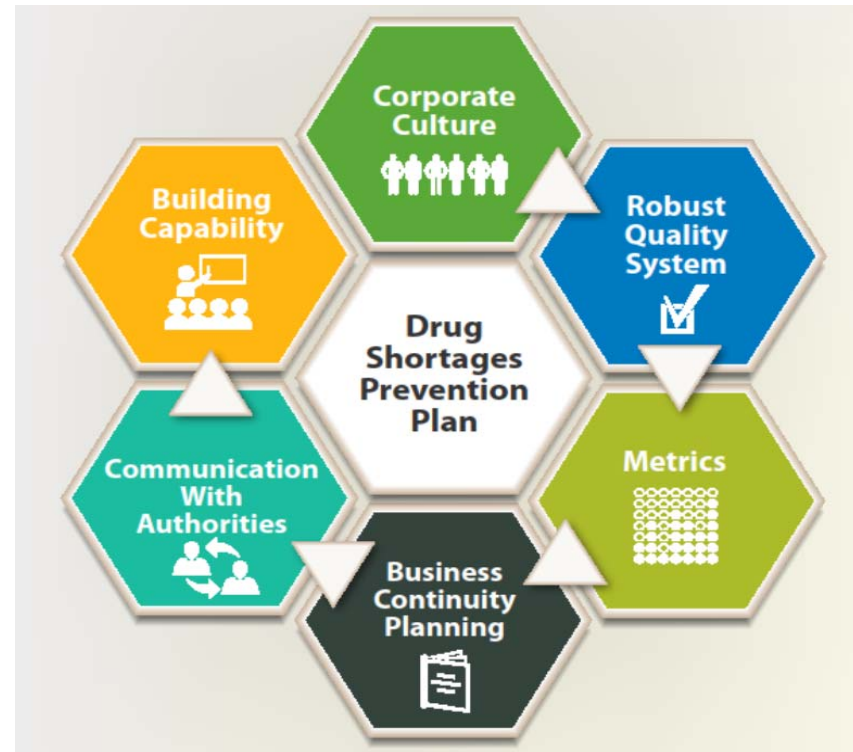 Corporate
Culture
Robust
Quality
System
Metrics
Business
Continuity
Planning
Communication
With
Authorities
Building
Capability
Drug
Shortages
Prevention
Plan